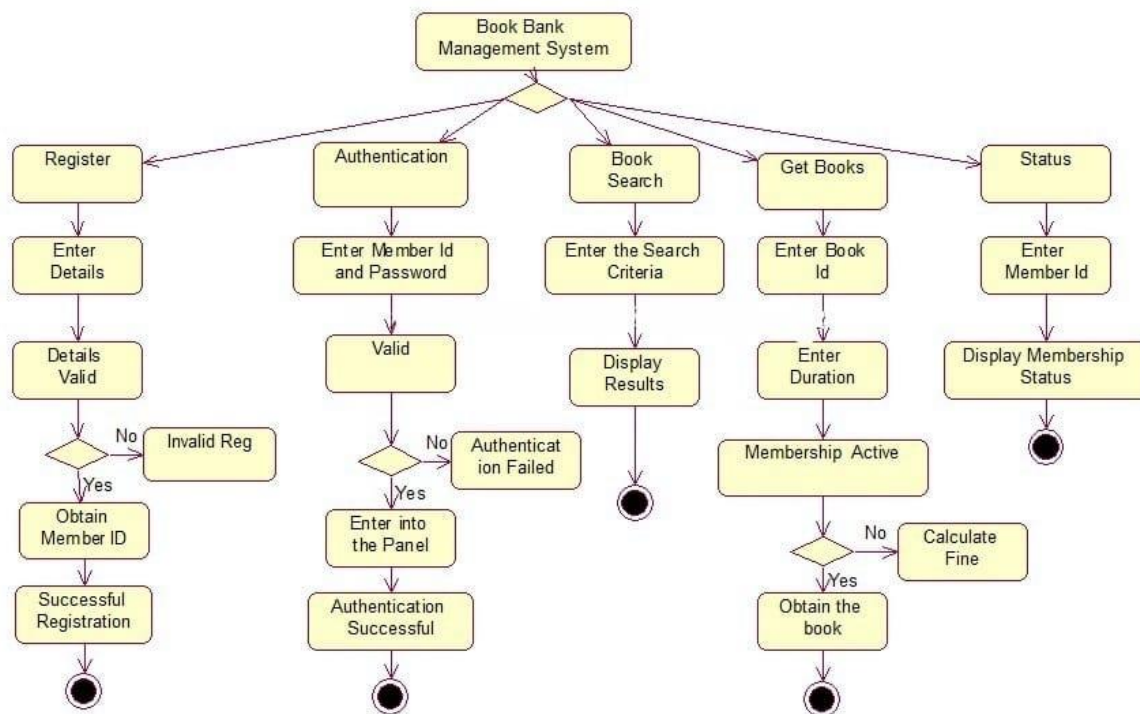 Book Bank
Management System
Register
Authentication
Book
Search
Get Books
Status
Enter
Details
Enter Member Id
and Password
Enter the Search
Criteria
Enter Book
Id
Enter
Member Id
Details
Valid
Valid
Display
Results
Enter
Duration
Display Membership
Status
No
Invalid Reg
No
Authenticat
ion Failed
Membership Active
Yes
Yes
Obtain
Member ID
Enter into
the Panel
No
Calculate
Fine
Yes
Successful
Registration
Authentication
Successful
Obtain the
book